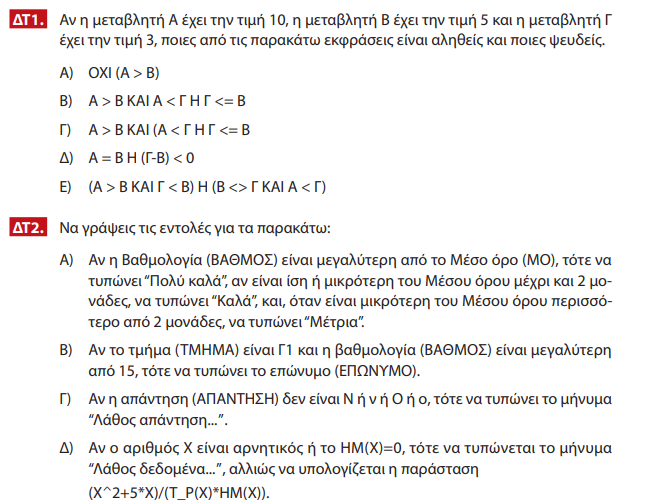 ΔΤ1. Αν η μεταβλητή Α έχει την τιμή 10, η μεταβλητή Β έχει την τιμή 5 και η μεταβλητή Γ
έχει την τιμή 3, ποιες από τις παρακάτω εκφράσεις είναι αληθείς και ποιες ψευδείς.
Α) ΟΧΙ (Α > Β)
Β) Α > Β ΚΑΙ Α < Γ Η Γ <= Β
Γ) Α > Β ΚΑΙ (Α < Γ Η Γ <= Β
Δ) Α = Β Η (Γ-Β) < 0
Ε) (Α > Β ΚΑΙ Γ < Β) Η (Β <> Γ ΚΑΙ Α < Γ)
ΔΤ2. Να γράψεις τις εντολές για τα παρακάτω:
Α) Αν η Βαθμολογία (ΒΑΘΜΟΣ) είναι μεγαλύτερη από το Μέσο όρο (ΜΟ), τότε να
τυπώνει “Πολύ καλά”, αν είναι ίση ή μικρότερη του Μέσου όρου μέχρι και 2 μο-
νάδες, να τυπώνει “Καλά”, και, όταν είναι μικρότερη του Μέσου όρου περισσό-
τερο από 2 μονάδες, να τυπώνει “Μέτρια”.
Β) Αν το τμήμα (ΤΜΗΜΑ) είναι Γ1 και η βαθμολογία (ΒΑΘΜΟΣ) είναι μεγαλύτερη
από 15, τότε να τυπώνει το επώνυμο (ΕΠΩΝΥΜΟ).
Γ) Αν η απάντηση (ΑΠΑΝΤΗΣΗ) δεν είναι Ν ή ν ή Ο ή ο, τότε να τυπώνει το μήνυμα
“Λάθος απάντηση...”.
Δ) Αν ο αριθμός Χ είναι αρνητικός ή το ΗΜ(Χ)=0, τότε να τυπώνεται το μήνυμα
“Λάθος δεδομένα...”, αλλιώς να υπολογίζεται η παράσταση
(Χ^2+5*Χ)/(Τ_Ρ(Χ)*ΗΜ(Χ)).